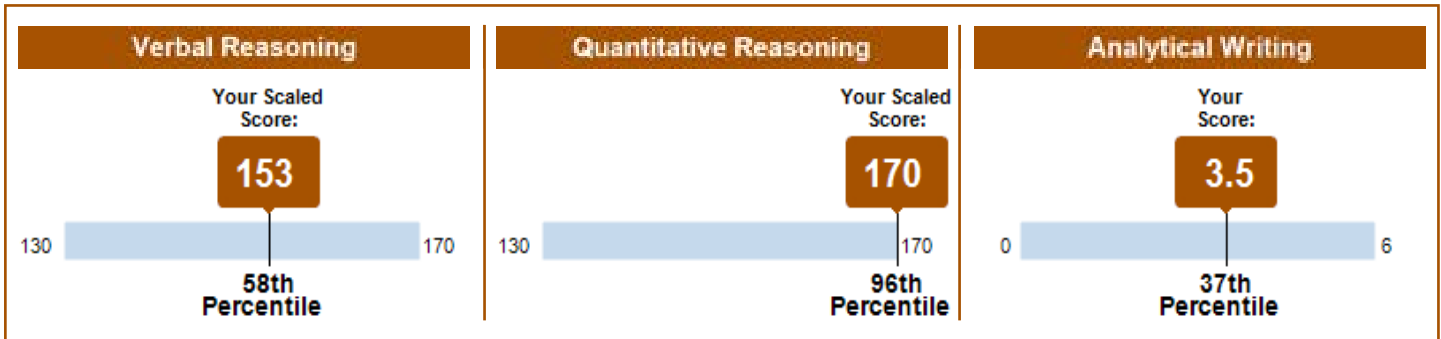 Verbal Reasoning
Your Scaled
Score:
153
130
170
58th
Percentile
Quantitative Reasoning
Your Scaled
Score:
170
130
170
96th
Percentile
Analytical Writing
Your
Score:
3.5
0
6
37th
Percentile